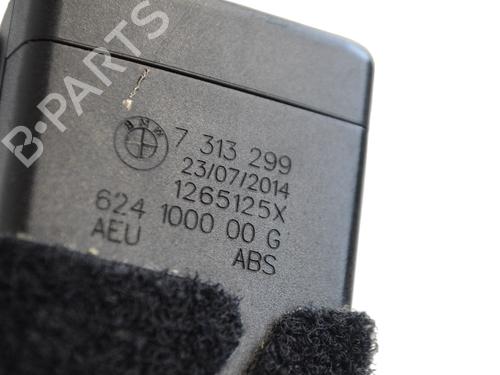 B-PARTS
BMW
7 313 299
23/07/2014
1265125X
624 1000 00 G
AEU ABS